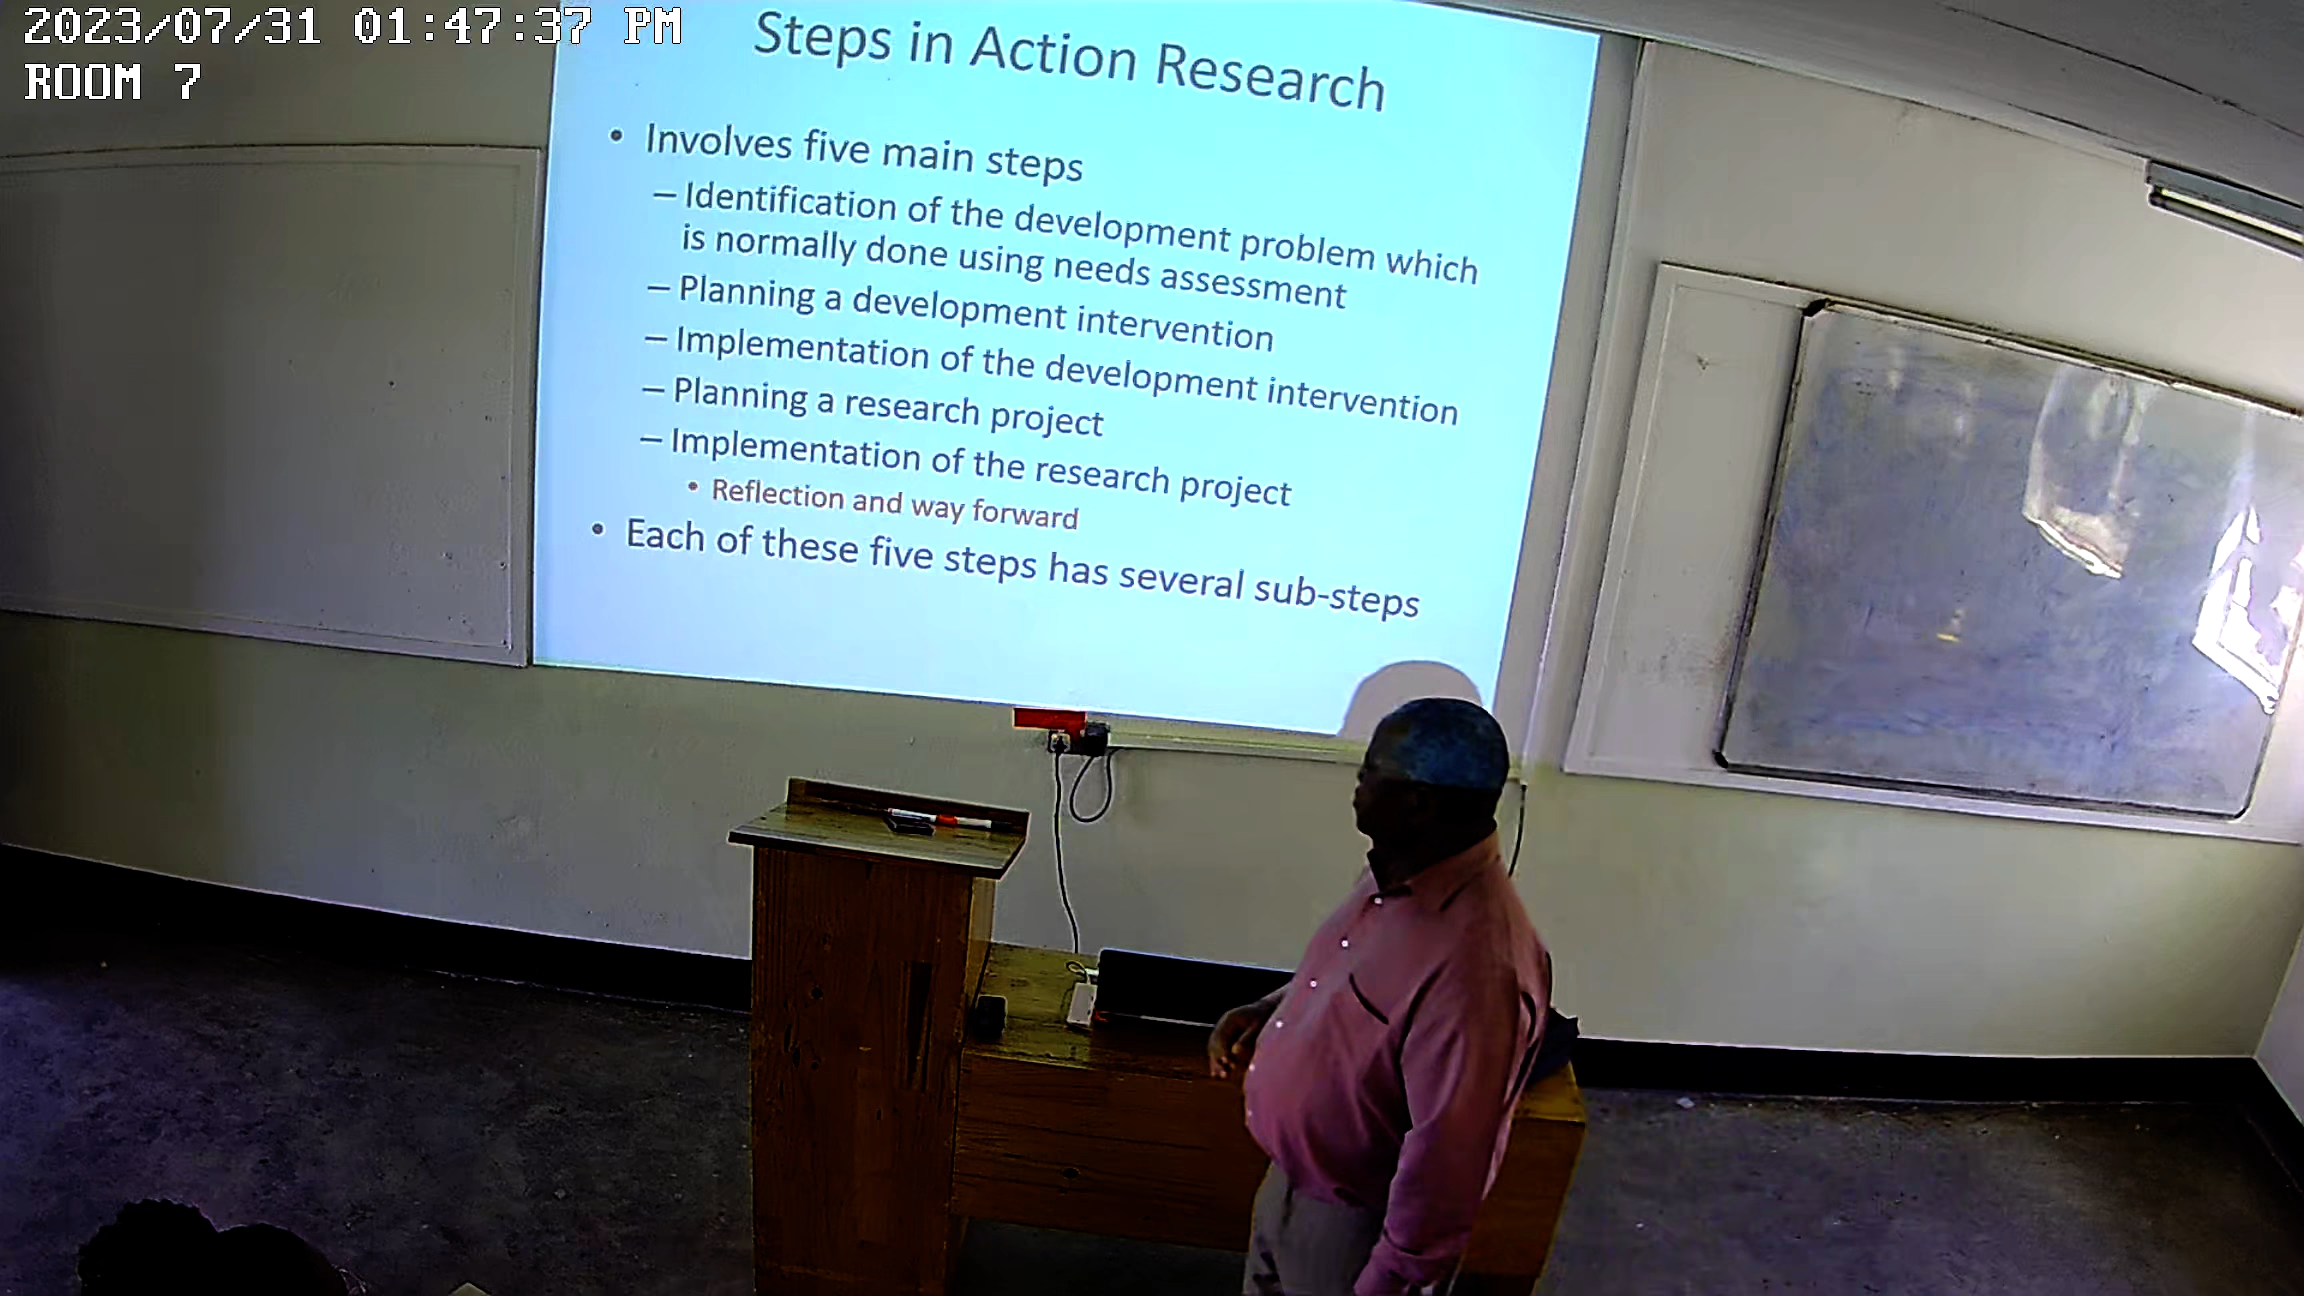 2023/07/31 01:47:37 PM
ROOM 7
Steps in Action Research
• Involves five main steps
– Identification of the development problem which
is normally done using needs assessment
– Planning a development intervention
– Implementation of the development intervention
– Planning a research project
– Implementation of the research project
• Reflection and way forward
• Each of these five steps has several sub-steps